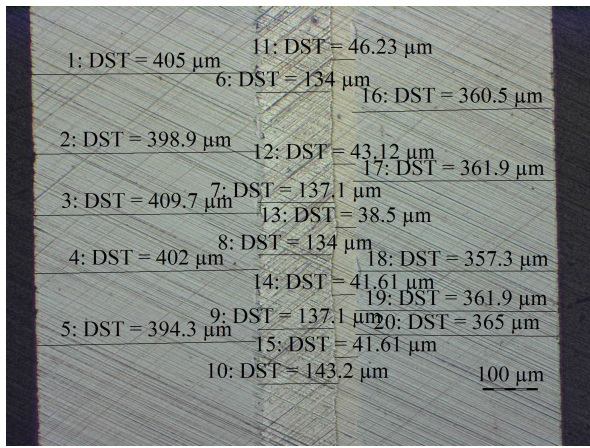 1: DST = 405 µm
2: DST = 398.9 µm
3: DST = 409.7 µm
4: DST = 402 µm
5: DST = 394.3 µm
6: DST = 134 µm
7: DST = 137.1 µm
8: DST = 134 µm
9: DST = 137.1 µm
10: DST = 143.2 µm
11: DST = 46.23 µm
12: DST = 43.12 µm
13: DST = 38.5 µm
14: DST = 41.61 µm
15: DST = 41.61 µm
16: DST = 360.5 µm
17: DST = 361.9 µm
18: DST = 357.3 µm
19: DST = 361.9 µm
20: DST = 365 µm
100 µm